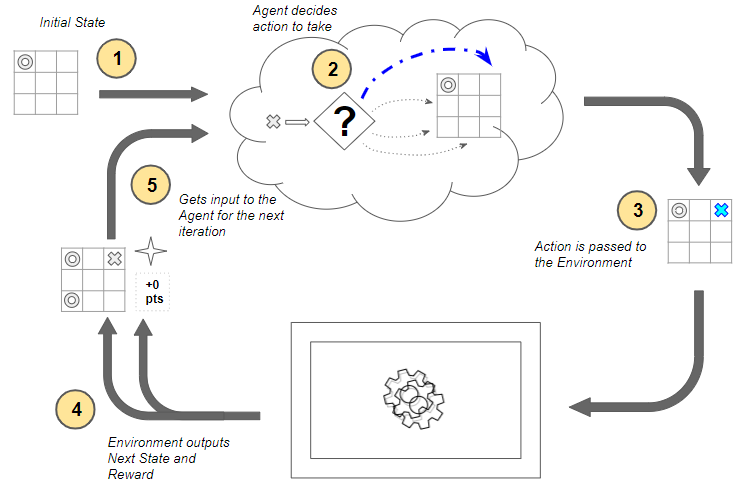 Initial State
1
Agent decides
action to take
2
?
3
Action is passed to
the Environment
4
Environment outputs
Next State and
Reward
+0
pts
5
Gets input to the
Agent for the next
iteration